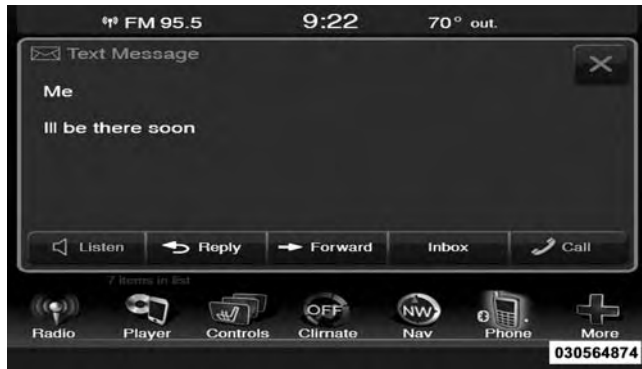 FM 95.5 9:22 70° out.
Text Message
Me
Ill be there soon
Listen Reply Forward Inbox Call
7 items in list
OFF NW
Radio Player Controls Climate Nav Phone More
030564874